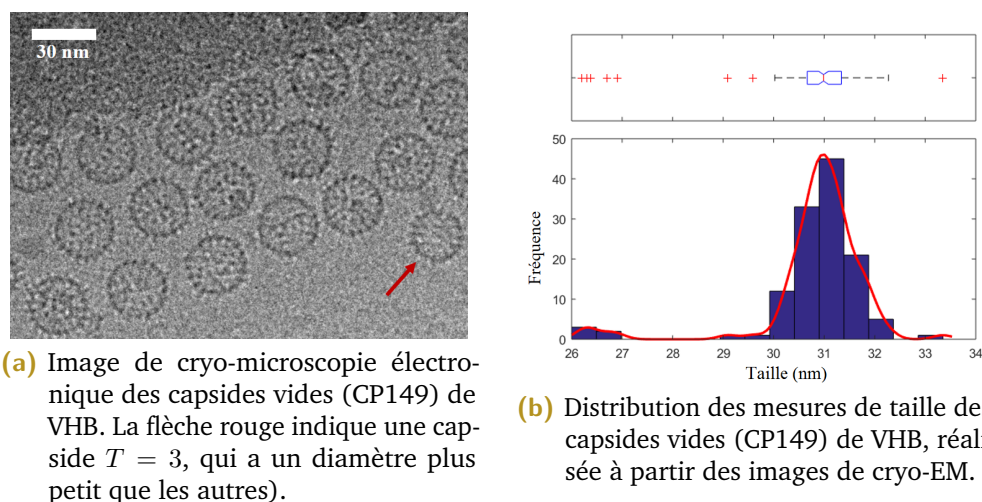 30 nm
(a) Image de cryo-microscopie électro-
nique des capsides vides (CP149) de
VHB. La flèche rouge indique une cap-
side T = 3, qui a un diamètre plus
petit que les autres).
50
40
30
20
10
0
Fréquence
26 27 28 29 30 31 32 33 34
Taille (nm)
(b) Distribution des mesures de taille de
capsides vides (CP149) de VHB, réali
sée à partir des images de cryo-EM.